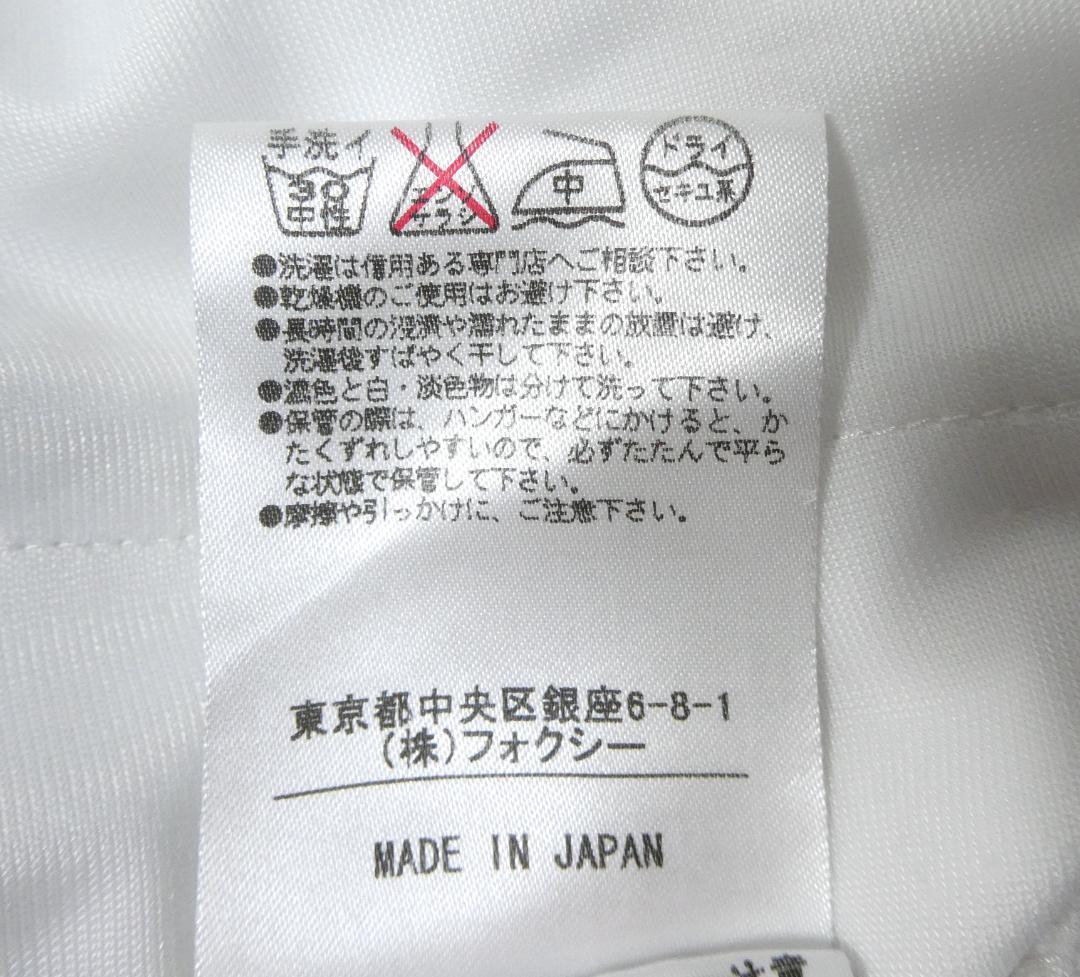 手洗イ
30
中性
エンソ
サラシ
中
ドライ
セキユ系
●洗濯は信用ある専門店へご相談下さい。
●乾燥機のご使用はお避け下さい。
●長時間の浸漬や濡れたままの放置は避け、
洗濯後すばやく干して下さい。
●濃色と白・淡色物は分けて洗って下さい。
●保管の際は、ハンガーなどにかけると、か
たくずれしやすいので、必ずたたんで平ら
な状態で保管して下さい。
●摩擦や引っかけに、ご注意下さい。
東京都中央区銀座6-8-1
(株)フォクシー
MADE IN JAPAN